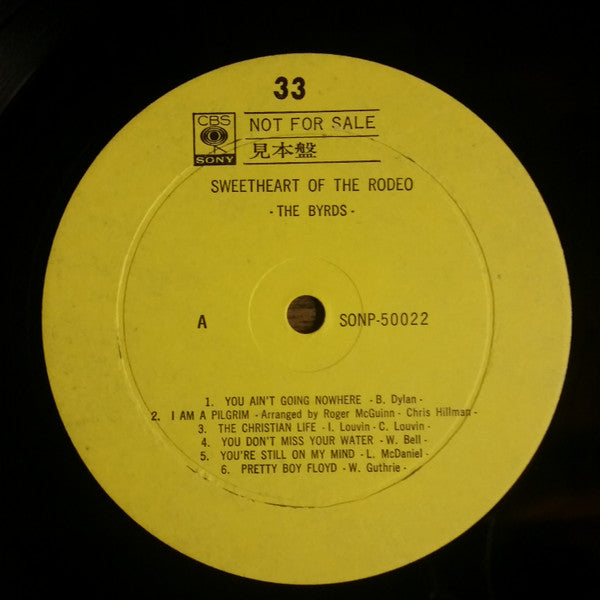 33
CBS
SONY
NOT FOR SALE
見本盤
SWEETHEART OF THE RODEO
- THE BYRDS -
A
SONP-50022
1. YOU AIN'T GOING NOWHERE - B. Dylan -
2. I AM A PILGRIM - Arranged by Roger McGuinn - Chris Hillman -
3. THE CHRISTIAN LIFE - I. Louvin - C. Louvin -
4. YOU DON'T MISS YOUR WATER - W. Bell -
5. YOU'RE STILL ON MY MIND - L. McDaniel -
6. PRETTY BOY FLOYD - W. Guthrie -